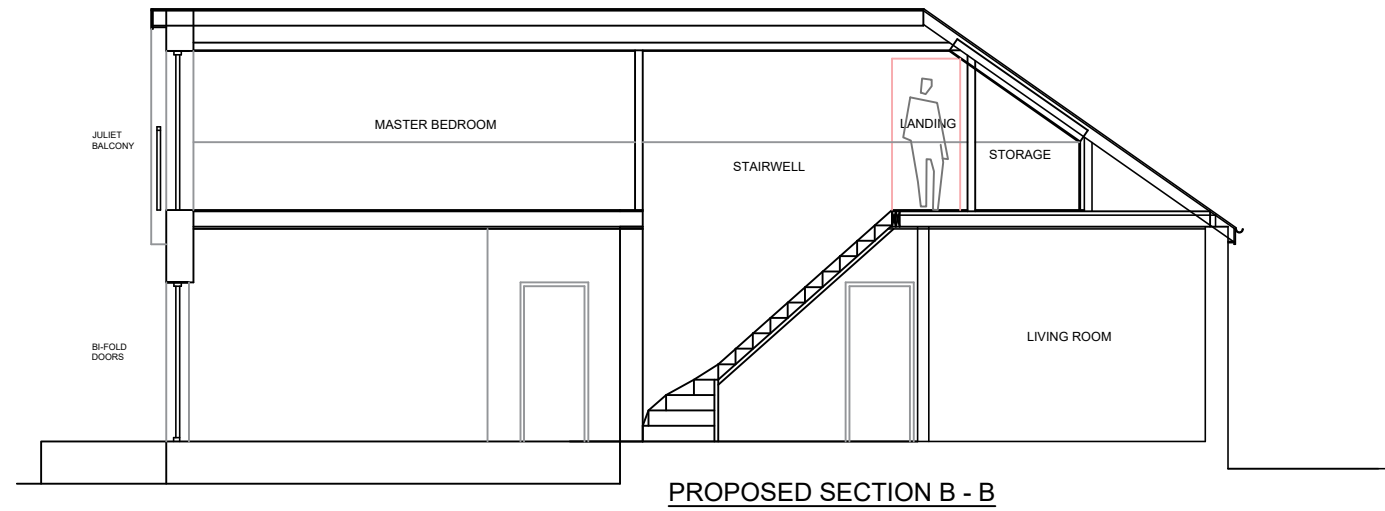 MASTER BEDROOM
JULIET
BALCONY
LANDING
STORAGE
STAIRWELL
BI-FOLD
DOORS
LIVING ROOM
PROPOSED SECTION B - B